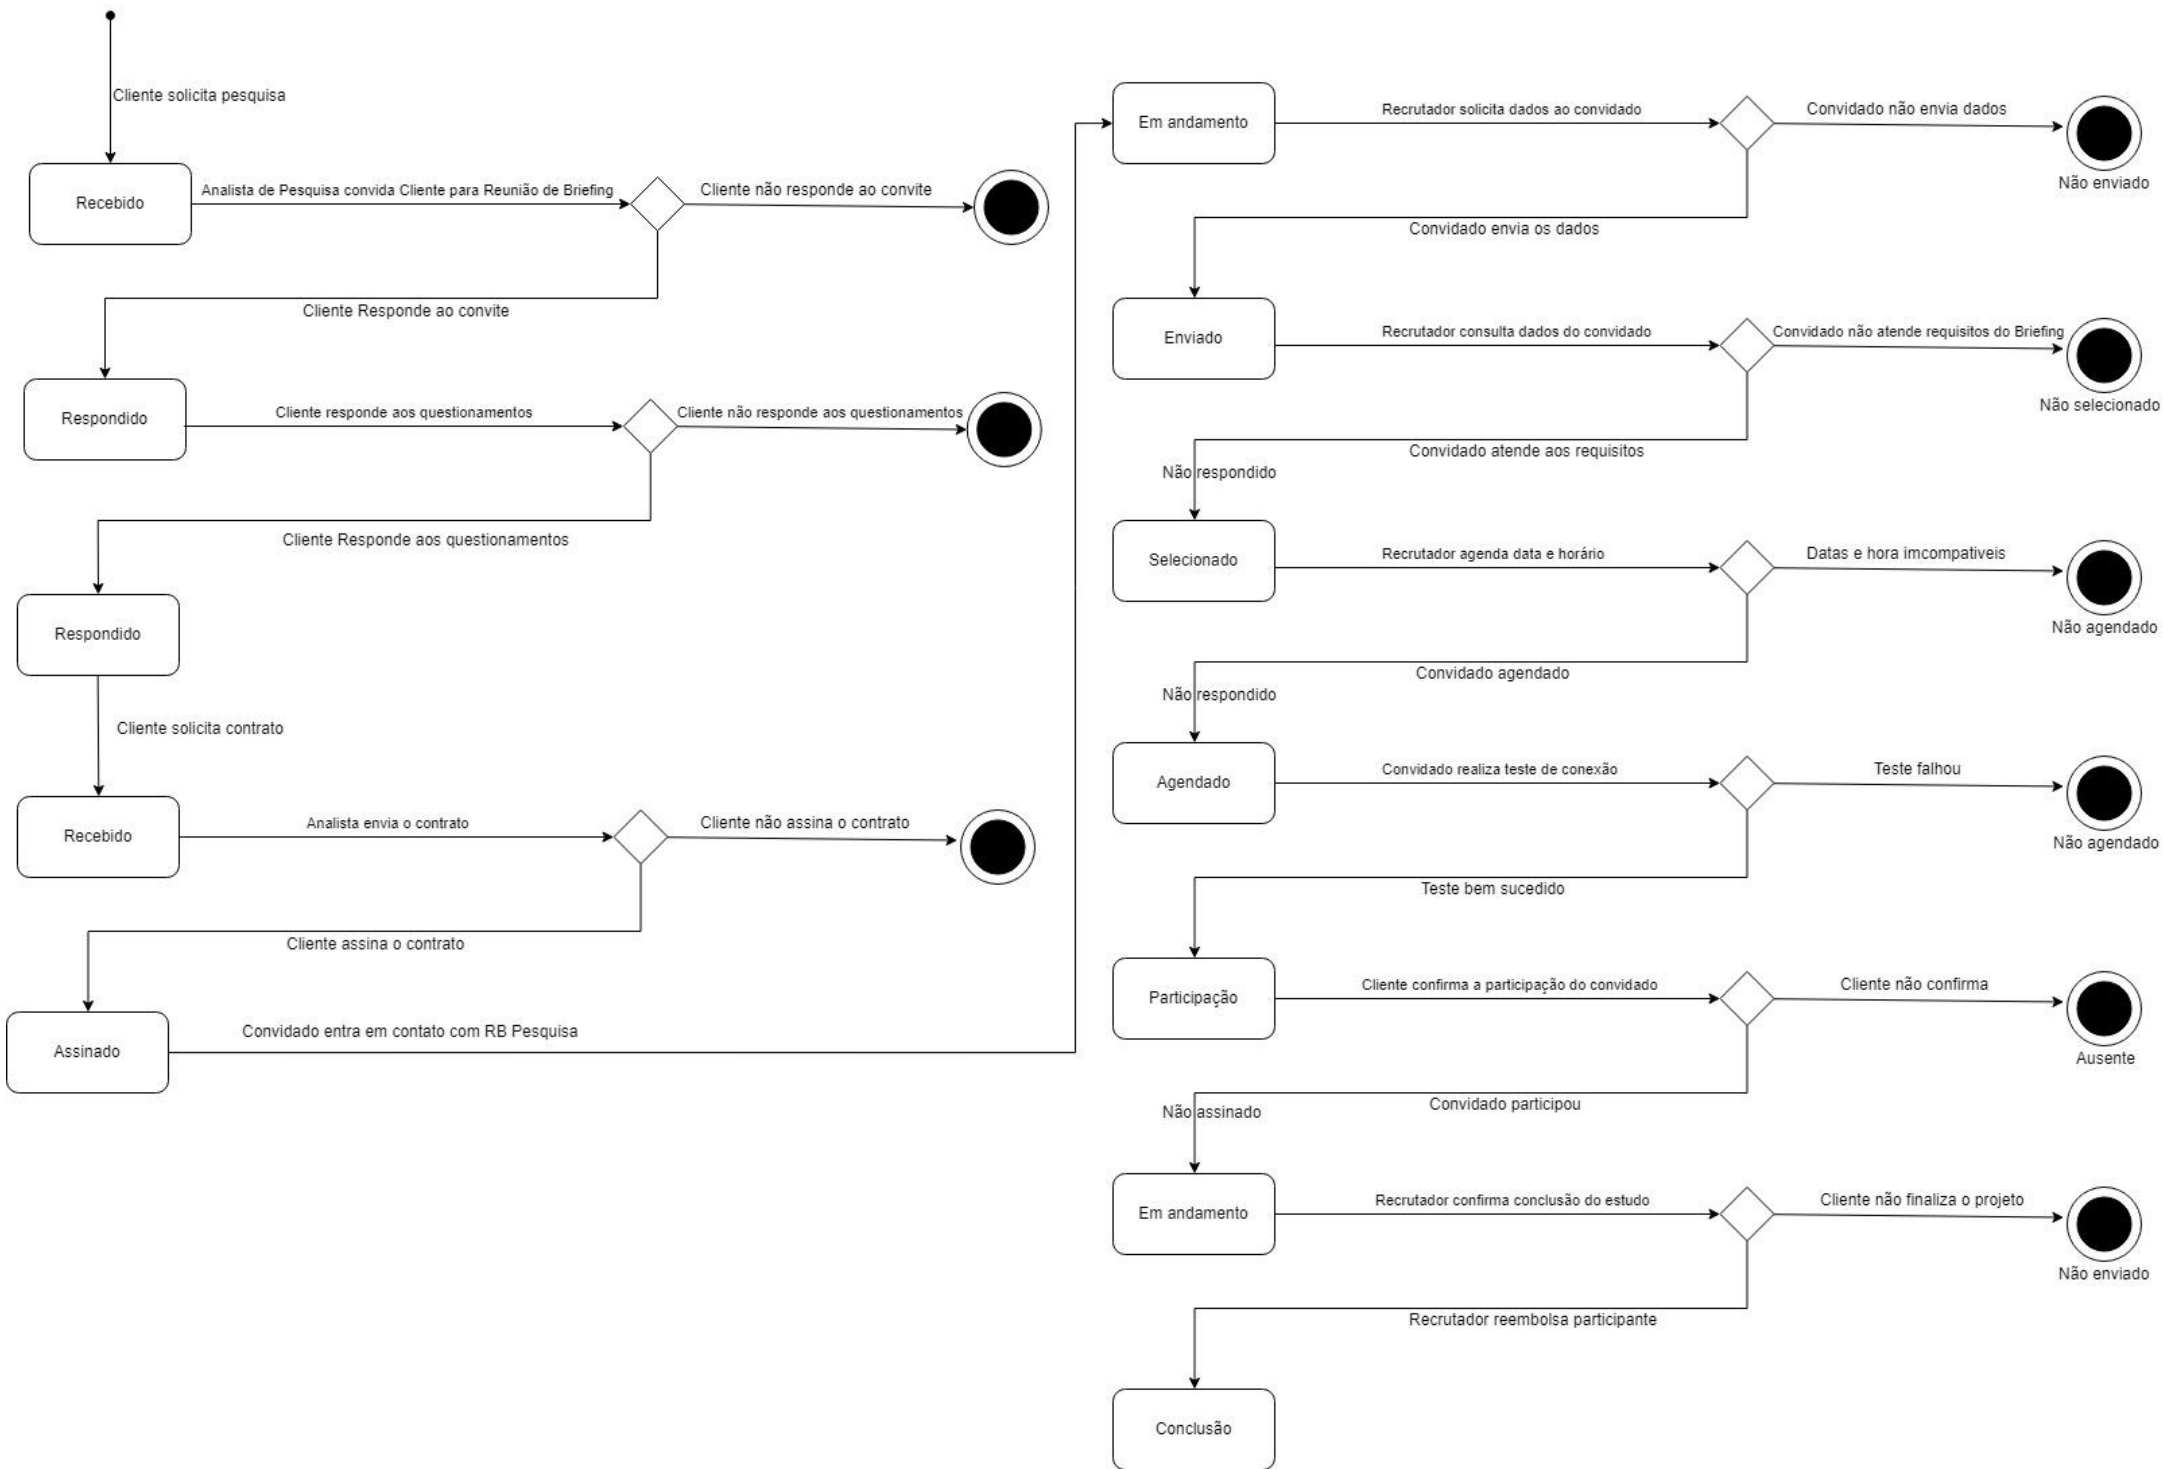 Cliente solicita pesquisa
Recebido
Analista de Pesquisa convida Cliente para Reunião de Briefing
Cliente não responde ao convite
Cliente Responde ao convite
Respondido
Cliente responde aos questionamentos
Cliente não responde aos questionamentos
Cliente Responde aos questionamentos
Respondido
Cliente solicita contrato
Recebido
Analista envia o contrato
Cliente não assina o contrato
Cliente assina o contrato
Assinado
Convidado entra em contato com RB Pesquisa
Em andamento
Recrutador solicita dados ao convidado
Convidado não envia dados
Não enviado
Convidado envia os dados
Enviado
Recrutador consulta dados do convidado
Convidado não atende requisitos do Briefing
Não selecionado
Convidado atende aos requisitos
Não respondido
Selecionado
Recrutador agenda data e horário
Datas e hora imcompativeis
Não agendado
Convidado agendado
Não respondido
Agendado
Convidado realiza teste de conexão
Teste falhou
Não agendado
Teste bem sucedido
Participação
Cliente confirma a participação do convidado
Cliente não confirma
Ausente
Convidado participou
Não assinado
Em andamento
Recrutador confirma conclusão do estudo
Cliente não finaliza o projeto
Não enviado
Recrutador reembolsa participante
Conclusão